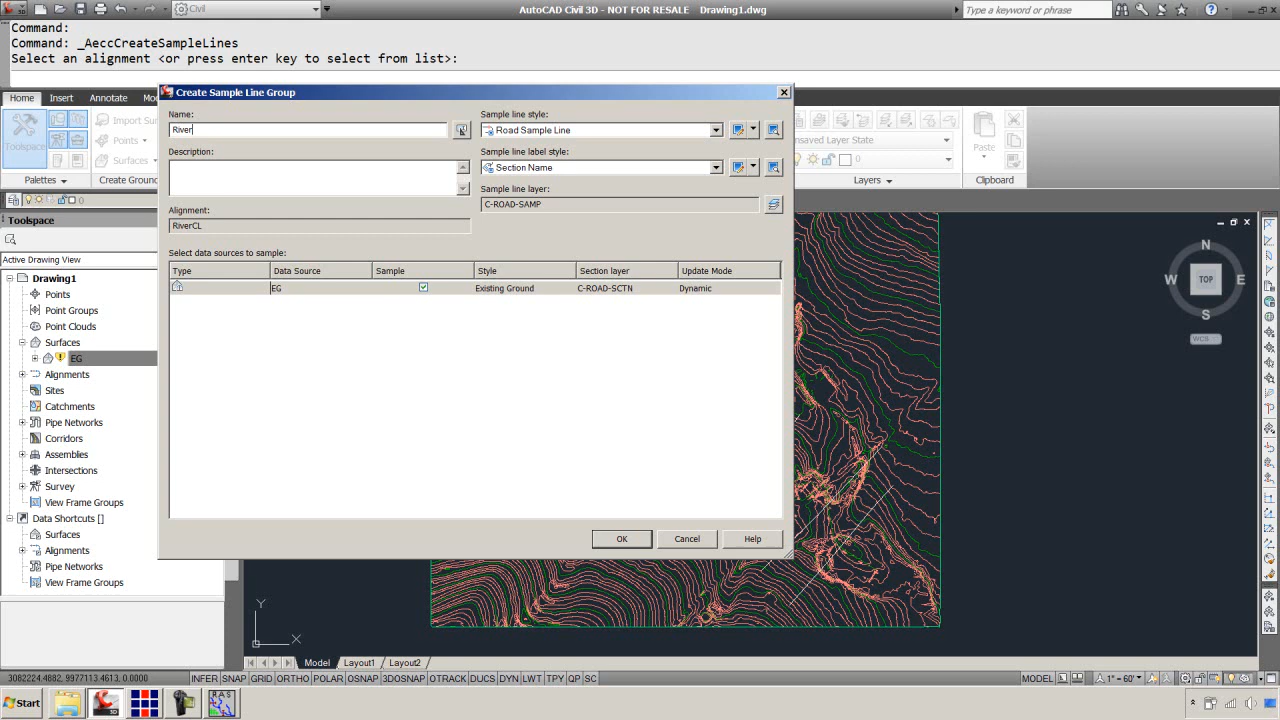 Civil
AutoCAD Civil 3D - NOT FOR RESALE Drawing1.dwg
Type a keyword or phrase
Command:
Command: _AeccCreateSampleLines
Select an alignment <or press enter key to select from list>:
Home Insert Annotate Mo
Toolspace
Import Sur
Points
Surfaces
Palettes
Create Ground
Unsaved Layer State
0
Layers
Paste
Clipboard
0
Create Sample Line Group
Name:
River
Description:
Alignment:
RiverCL
Sample line style:
Road Sample Line
Sample line label style:
Section Name
Sample line layer:
C-ROAD-SAMP
Select data sources to sample:
Type Data Source Sample Style Section layer Update Mode
EG Existing Ground C-ROAD-SCTN Dynamic
OK Cancel Help
Toolspace
Active Drawing View
Drawing1
Points
Point Groups
Point Clouds
Surfaces
EG
Alignments
Sites
Catchments
Pipe Networks
Corridors
Assemblies
Intersections
Survey
View Frame Groups
Data Shortcuts []
Surfaces
Alignments
Pipe Networks
View Frame Groups
N
W TOP E
S
WCS
Y
X
Model Layout1 Layout2
3082224.4882, 9977113.4613, 0.0000
INFER SNAP GRID ORTHO POLAR OSNAP 3DOSNAP OTRACK DUCS DYN LWT TPY QP SC
MODEL
1" = 60'
Start
RAS
3D